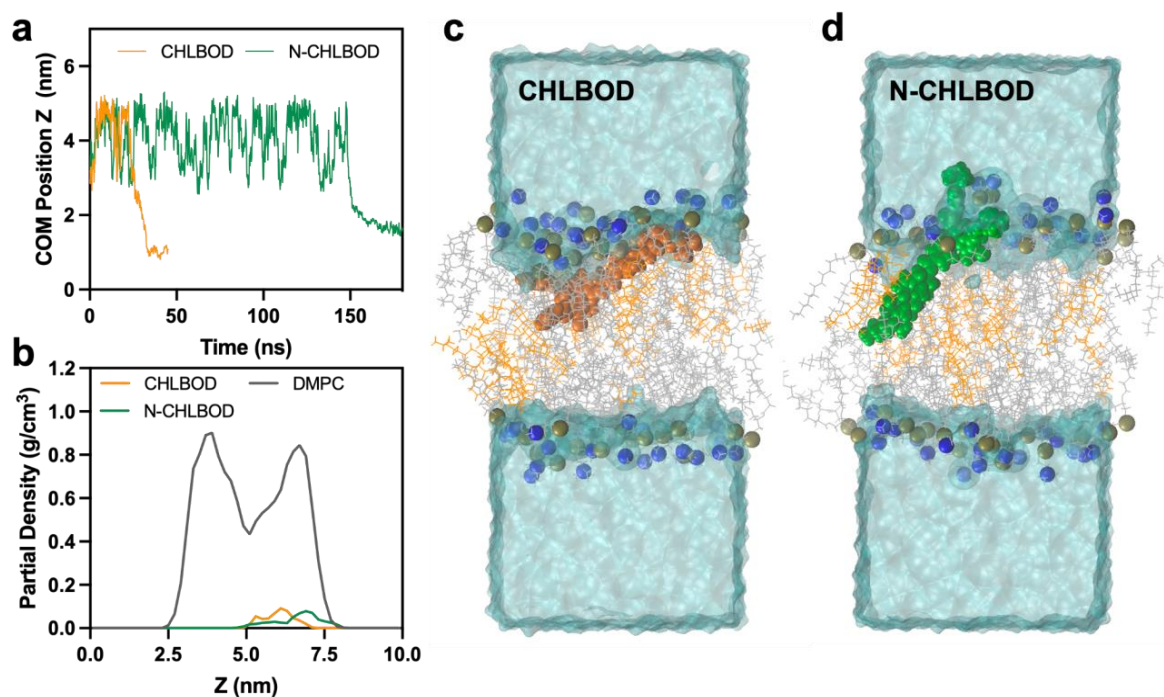 a
CHLBOD N-CHLBOD
COM Position Z (nm)
6
4
2
0
0 50 100 150
Time (ns)
b
CHLBOD DMPC
N-CHLBOD
Partial Density (g/cm³)
1.2
1.0
0.8
0.6
0.4
0.2
0.0
0.0 2.5 5.0 7.5 10.0
Z (nm)
c
CHLBOD
d
N-CHLBOD